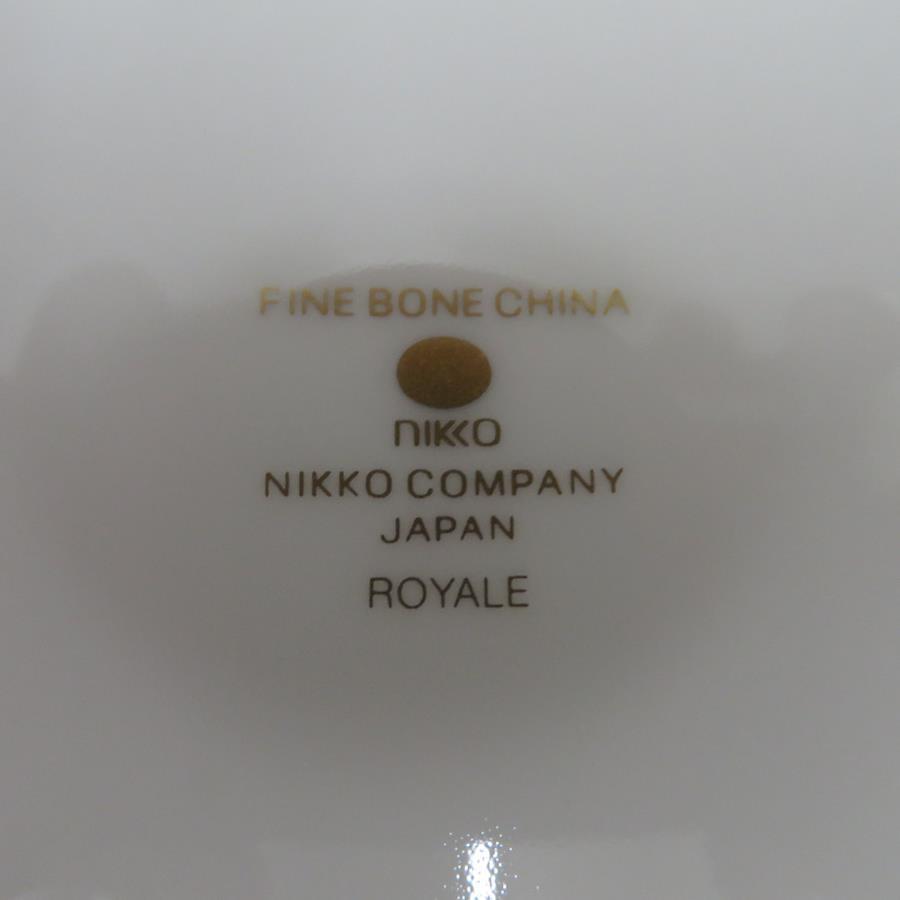 FINE BONE CHINA
nikko
NIKKO COMPANY
JAPAN
ROYALE